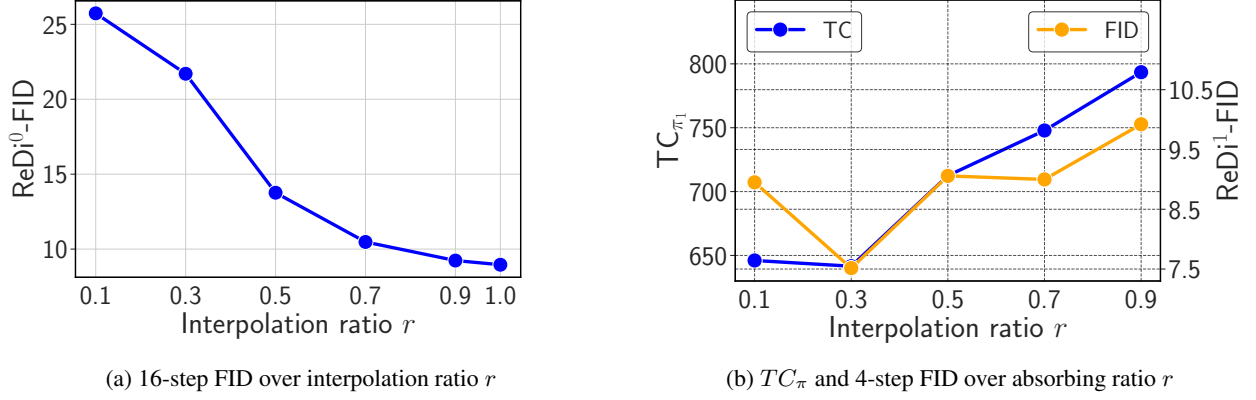 25
20
15
10
ReDi⁰-FID
0.1 0.3 0.5 0.7 0.9 1.0
Interpolation ratio r
(a) 16-step FID over interpolation ratio r
TC
FID
800
750
700
650
TC_{π₁}
10.5
9.5
8.5
7.5
ReDi¹-FID
0.1 0.3 0.5 0.7 0.9
Interpolation ratio r
(b) TC_π and 4-step FID over absorbing ratio r